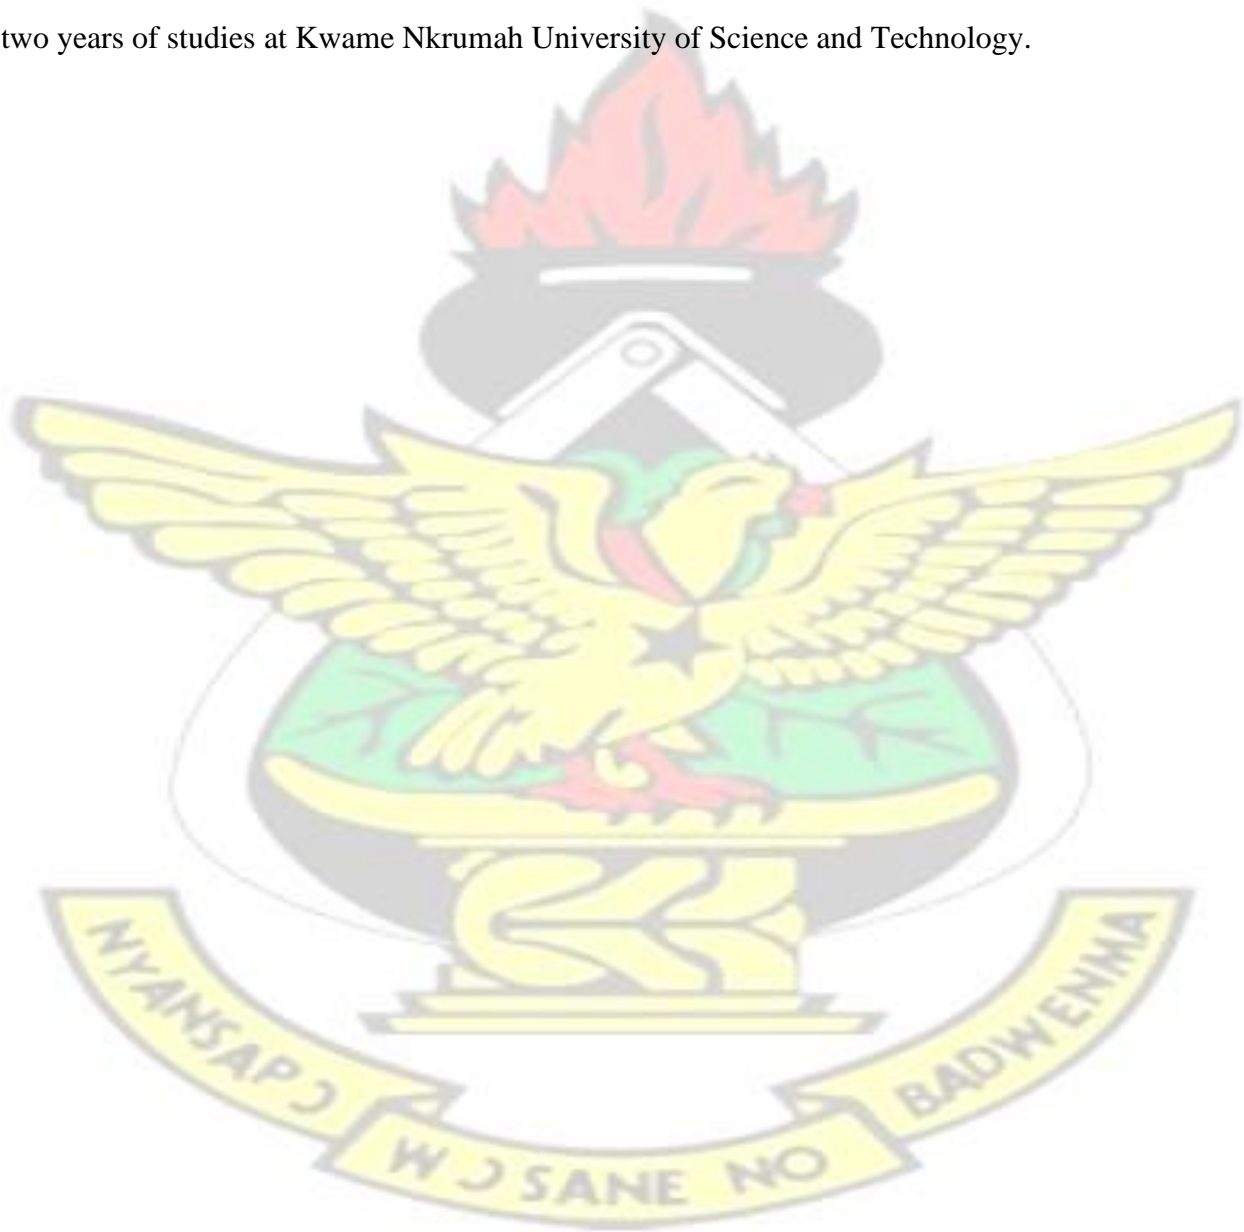 two years of studies at Kwame Nkrumah University of Science and Technology.
NYANSAPƆ
WƆSANE NO
BADWENMA